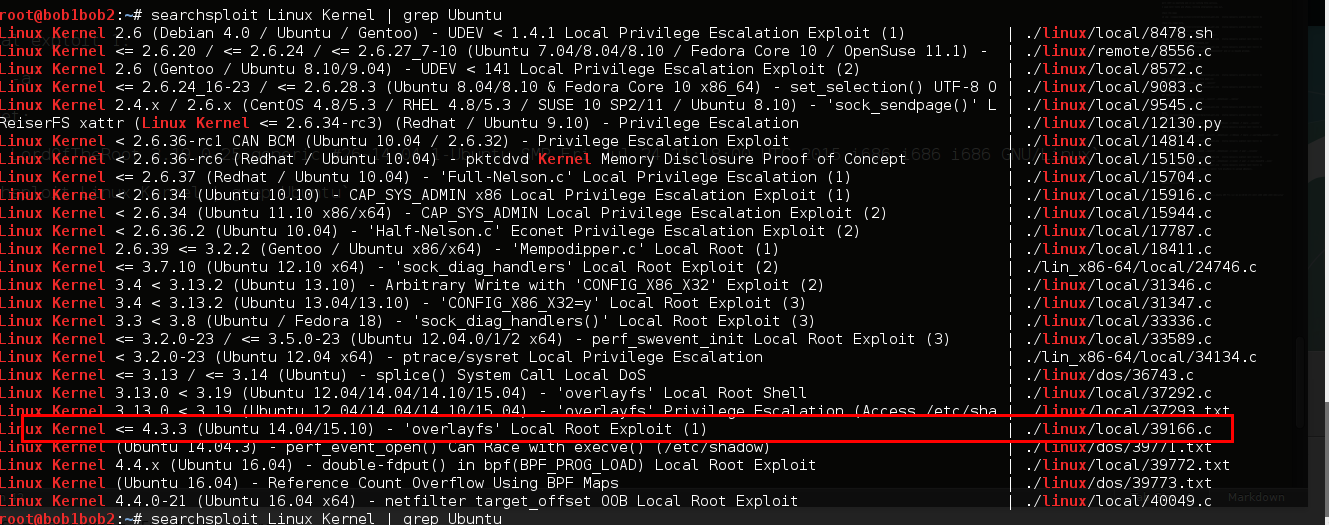 root@bob1bob2:~# searchsploit Linux Kernel | grep Ubuntu
Linux Kernel 2.6 (Debian 4.0 / Ubuntu / Gentoo) - UDEV < 1.4.1 Local Privilege Escalation Exploit (1) | ./linux/local/8478.sh
Linux Kernel <= 2.6.20 / <= 2.6.24 / <= 2.6.27_7-10 (Ubuntu 7.04/8.04/8.10 / Fedora Core 10 / OpenSuse 11.1) - | ./linux/remote/8556.c
Linux Kernel 2.6 (Gentoo / Ubuntu 8.10/9.04) - UDEV < 141 Local Privilege Escalation Exploit (2) | ./linux/local/8572.c
Linux Kernel <= 2.6.24_16-23 / <= 2.6.28.3 (Ubuntu 8.04/8.10 & Fedora Core 10 x86_64) - set_selection() UTF-8 O | ./linux/local/9083.c
Linux Kernel 2.4.x / 2.6.x (CentOS 4.8/5.3 / RHEL 4.8/5.3 / SUSE 10 SP2/11 / Ubuntu 8.10) - 'sock_sendpage()' L | ./linux/local/9545.c
ReiserFS xattr (Linux Kernel <= 2.6.34-rc3) (Redhat / Ubuntu 9.10) - Privilege Escalation | ./linux/local/12130.py
Linux Kernel < 2.6.36-rc1 CAN BCM (Ubuntu 10.04 / 2.6.32) - Privilege Escalation Exploit | ./linux/local/14814.c
Linux Kernel < 2.6.36-rc6 (Redhat / Ubuntu 10.04) - pktcdvd Kernel Memory Disclosure Proof of Concept | ./linux/local/15150.c
Linux Kernel <= 2.6.37 (Redhat / Ubuntu 10.04) - 'Full-Nelson.c' Local Privilege Escalation (1) | ./linux/local/15704.c
Linux Kernel < 2.6.34 (Ubuntu 10.10) - CAP_SYS_ADMIN x86 Local Privilege Escalation Exploit (1) | ./linux/local/15916.c
Linux Kernel < 2.6.34 (Ubuntu 11.10 x86/x64) - CAP_SYS_ADMIN Local Privilege Escalation Exploit (2) | ./linux/local/15944.c
Linux Kernel < 2.6.36.2 (Ubuntu 10.04) - 'Half-Nelson.c' Econet Privilege Escalation Exploit (2) | ./linux/local/17787.c
Linux Kernel 2.6.39 <= 3.2.2 (Gentoo / Ubuntu x86/x64) - 'Mempodipper.c' Local Root (1) | ./linux/local/18411.c
Linux Kernel <= 3.7.10 (Ubuntu 12.10 x64) - 'sock_diag_handlers' Local Root Exploit (2) | ./lin_x86-64/local/24746.c
Linux Kernel 3.4 < 3.13.2 (Ubuntu 13.10) - Arbitrary Write with 'CONFIG_X86_X32' Exploit (2) | ./linux/local/31346.c
Linux Kernel 3.4 < 3.13.2 (Ubuntu 13.04/13.10) - 'CONFIG_X86_X32=y' Local Root Exploit (3) | ./linux/local/31347.c
Linux Kernel 3.3 < 3.8 (Ubuntu / Fedora 18) - 'sock_diag_handlers()' Local Root Exploit (3) | ./linux/local/33336.c
Linux Kernel <= 3.2.0-23 / <= 3.5.0-23 (Ubuntu 12.04.0/1/2 x64) - perf_swevent_init Local Root Exploit (3) | ./linux/local/33589.c
Linux Kernel < 3.2.0-23 (Ubuntu 12.04 x64) - ptrace/sysret Local Privilege Escalation | ./lin_x86-64/local/34134.c
Linux Kernel <= 3.13 / <= 3.14 (Ubuntu) - splice() System Call Local DoS | ./linux/dos/36743.c
Linux Kernel 3.13.0 < 3.19 (Ubuntu 12.04/14.04/14.10/15.04) - 'overlayfs' Local Root Shell | ./linux/local/37292.c
Linux Kernel 3.13.0 < 3.19 (Ubuntu 12.04/14.04/14.10/15.04) - 'overlayfs' Privilege Escalation (Access /etc/sha | ./linux/local/37293.txt
Linux Kernel <= 4.3.3 (Ubuntu 14.04/15.10) - 'overlayfs' Local Root Exploit (1) | ./linux/local/39166.c
Linux Kernel (Ubuntu 14.04.3) - perf_event_open() Can Race with execve() (/etc/shadow) | ./linux/dos/39771.txt
Linux Kernel 4.4.x (Ubuntu 16.04) - double-fdput() in bpf(BPF_PROG_LOAD) Local Root Exploit | ./linux/local/39772.txt
Linux Kernel (Ubuntu 16.04) - Reference Count Overflow Using BPF Maps | ./linux/dos/39773.txt
Linux Kernel 4.4.0-21 (Ubuntu 16.04 x64) - netfilter target_offset OOB Local Root Exploit | ./linux/local/40049.c
Markdown
root@bob1bob2:~# searchsploit Linux Kernel | grep Ubuntu